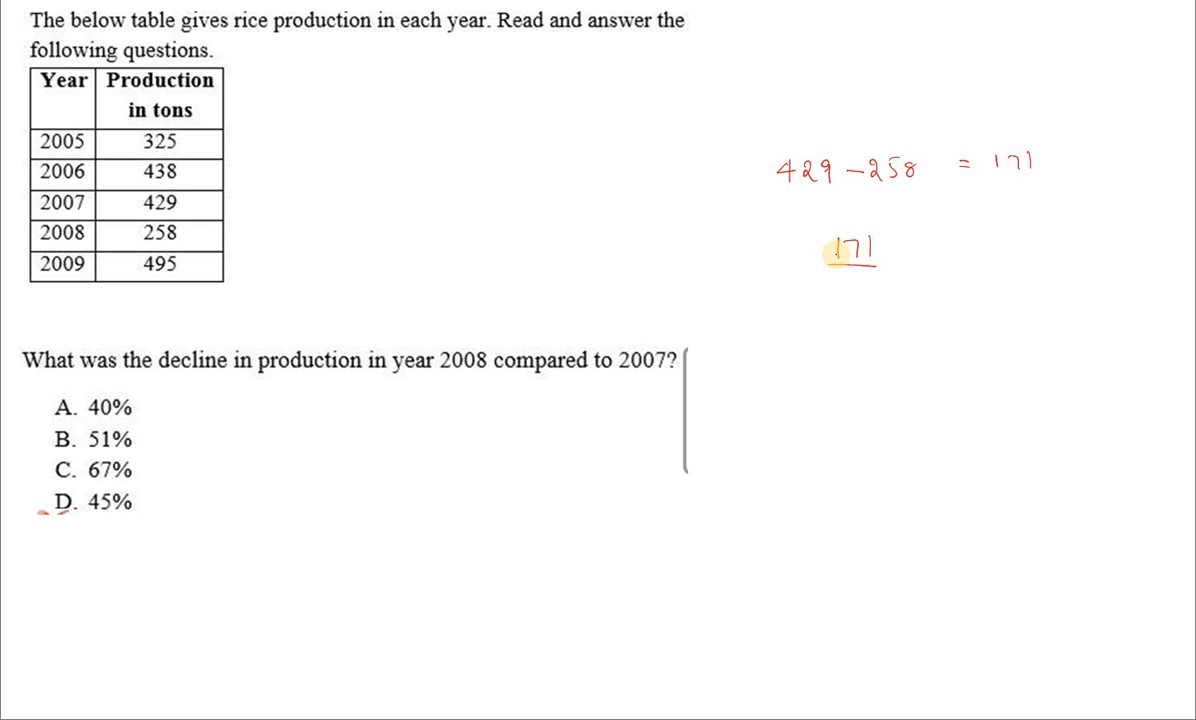 The below table gives rice production in each year. Read and answer the
following questions.
Year Production
in tons
2005 325
2006 438
2007 429
2008 258
2009 495
429 - 258 = 171
171
What was the decline in production in year 2008 compared to 2007?
A. 40%
B. 51%
C. 67%
D. 45%